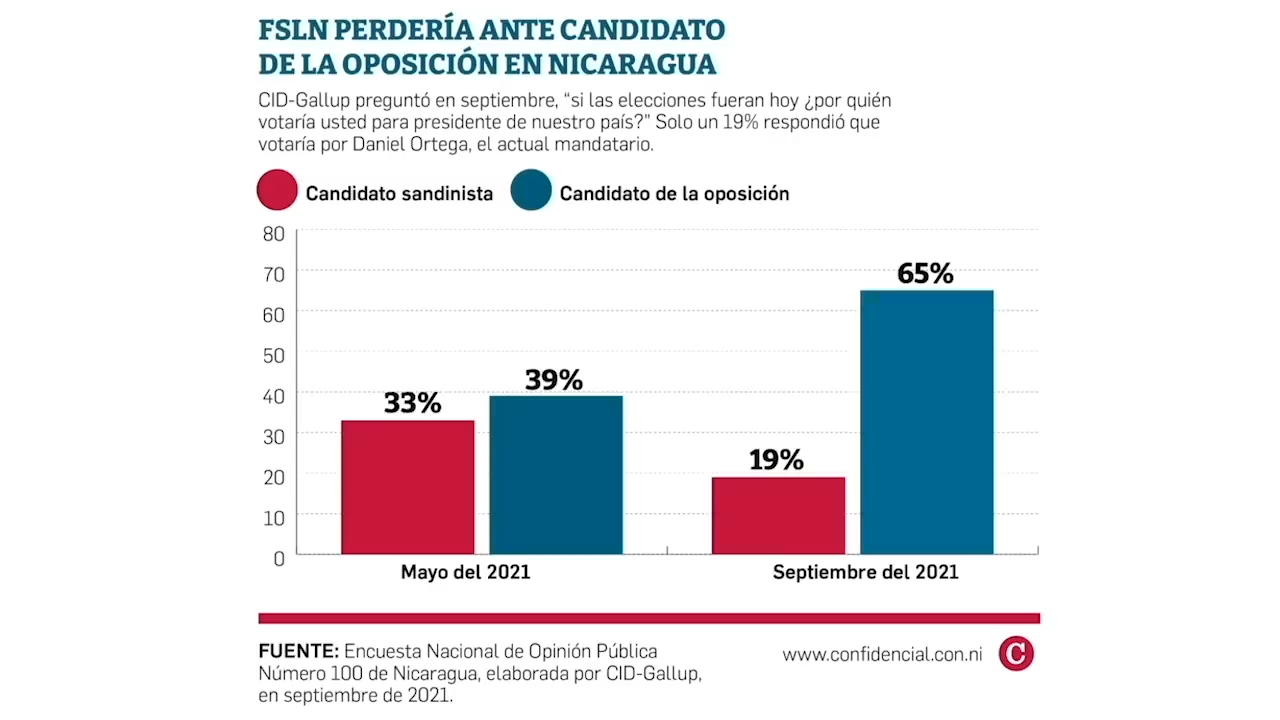 FSLN PERDERÍA ANTE CANDIDATO
DE LA OPOSICIÓN EN NICARAGUA
CID-Gallup preguntó en septiembre, “si las elecciones fueran hoy ¿por quién
votaría usted para presidente de nuestro país?” Solo un 19% respondió que
votaría por Daniel Ortega, el actual mandatario.
Candidato sandinista
Candidato de la oposición
80
70
60
50
40
30
20
10
0
33%
39%
19%
65%
Mayo del 2021
Septiembre del 2021
FUENTE: Encuesta Nacional de Opinión Pública
Número 100 de Nicaragua, elaborada por CID-Gallup,
en septiembre de 2021.
www.confidencial.con.ni
C